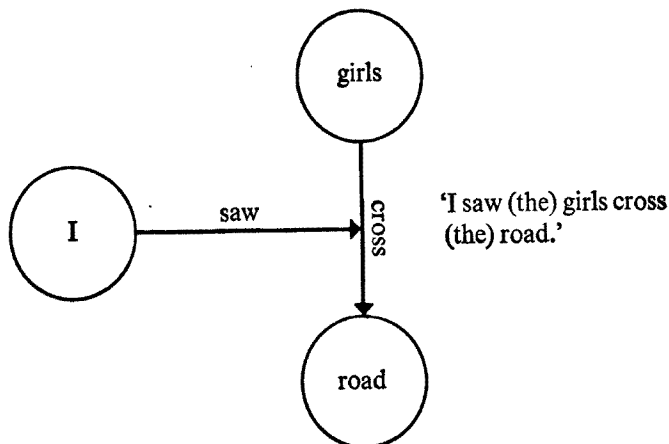 girls
saw
I
cross
'I saw (the) girls cross
(the) road.'
road